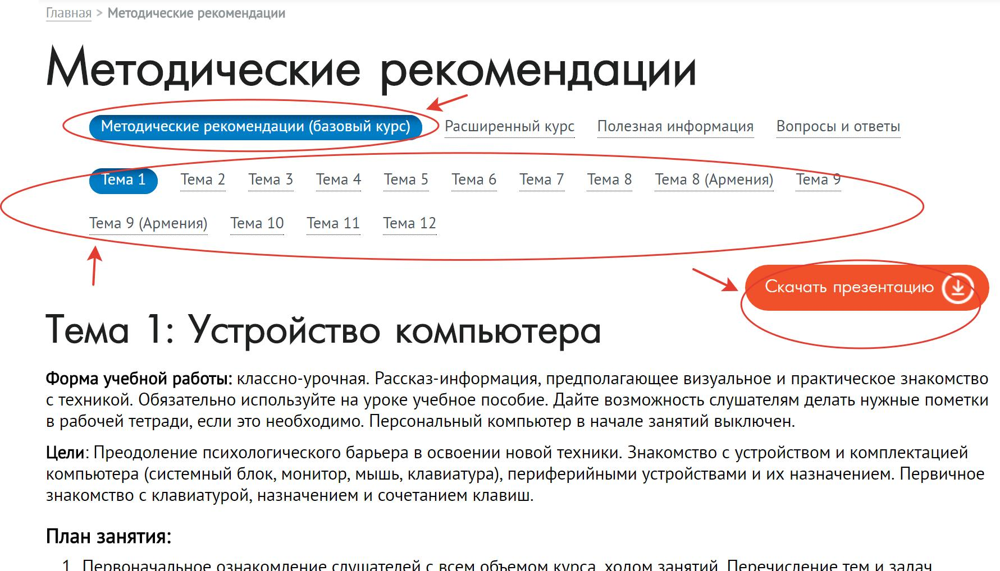 Главная > Методические рекомендации
Методические рекомендации
Методические рекомендации (базовый курс) Расширенный курс Полезная информация Вопросы и ответы
Тема 1 Тема 2 Тема 3 Тема 4 Тема 5 Тема 6 Тема 7 Тема 8 Тема 8 (Армения) Тема 9
Тема 9 (Армения) Тема 10 Тема 11 Тема 12
Скачать презентацию
Тема 1: Устройство компьютера
Форма учебной работы: классно-урочная. Рассказ-информация, предполагающее визуальное и практическое знакомство
с техникой. Обязательно используйте на уроке учебное пособие. Дайте возможность слушателям делать нужные пометки
в рабочей тетради, если это необходимо. Персональный компьютер в начале занятий выключен.
Цели: Преодоление психологического барьера в освоении новой техники. Знакомство с устройством и комплектацией
компьютера (системный блок, монитор, мышь, клавиатура), периферийными устройствами и их назначением. Первичное
знакомство с клавиатурой, назначением и сочетанием клавиш.
План занятия:
1. Первоначальное ознакомление слушателей с всем объемом курса, ходом занятий. Перечисление тем и задач